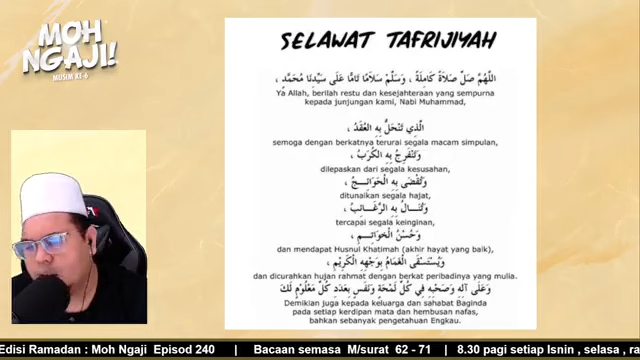 MOH
NGAJI!
MUSIM KE-6
SELAWAT TAFRIJIYAH
اللَّهُمَّ صَلِّ صَلَاةً كَامِلَةً ، وَسَلِّمْ سَلَامًا تَامًّا عَلَى سَيِّدِنَا مُحَمَّدٍ ،
Ya Allah, berilah restu dan kesejahteraan yang sempurna
kepada junjungan kami, Nabi Muhammad,
الَّذِي تَنْحَلُّ بِهِ الْعُقَدُ ،
semoga dengan berkatnya terurai segala macam simpulan,
وَتَنْفَرِجُ بِهِ الْكُرَبُ ،
dilepaskan dari segala kesusahan,
وَتُقْضَى بِهِ الْحَوَائِجُ ،
ditunaikan segala hajat,
وَتُنَالُ بِهِ الرَّغَائِبُ ،
tercapai segala keinginan,
وَحُسْنُ الْخَوَاتِمِ ،
dan mendapat Husnul Khatimah (akhir hayat yang baik),
وَيُسْتَسْقَى الْغَمَامُ بِوَجْهِهِ الْكَرِيْمِ ،
dan dicurahkan hujan rahmat dengan berkat peribadinya yang mulia.
وَعَلَى آلِهِ وَصَحْبِهِ فِي كُلِّ لَمْحَةٍ وَنَفَسٍ بِعَدَدِ كُلِّ مَعْلُوْمٍ لَكَ
Demikian juga kepada keluarga dan sahabat Baginda
pada setiap kerdipan mata dan hembusan nafas,
bahkan sebanyak pengetahuan Engkau.
Edisi Ramadan : Moh Ngaji Episod 240 | Bacaan semasa M/surat 62 - 71 | 8.30 pagi setiap Isnin , selasa ,